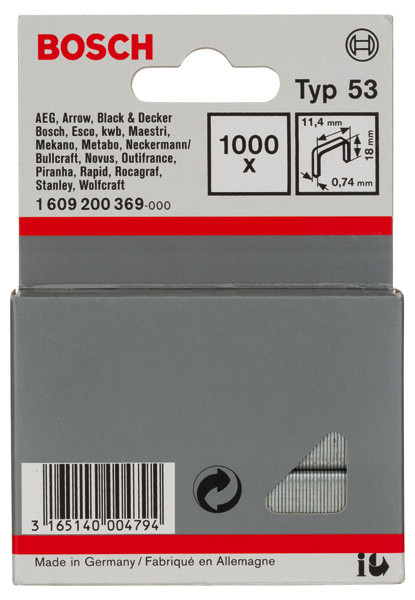 BOSCH
Typ 53
AEG, Arrow, Black & Decker
Bosch, Esco, kwb, Maestri,
Mekano, Metabo, Neckermann/
Bullcraft, Novus, Outifrance,
Piranha, Rapid, Rocagraf,
Stanley, Wolfcraft
1 609 200 369-000
1000
x
11,4 mm
18 mm
0,74 mm
3 165140 004794
Made in Germany / Fabriqué en Allemagne